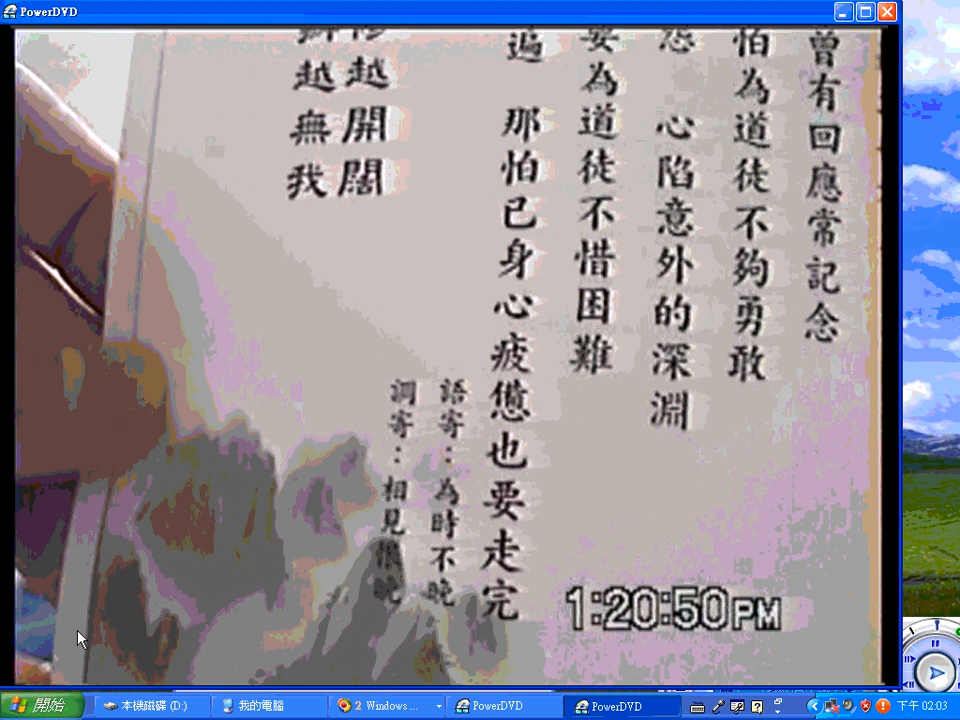 PowerDVD
曾有回應常記念
怕為道徒不夠勇敢
怨 心陷意外的深淵
要為道徒不惜困難
遍 那怕已身心疲憊也要走完
語寄：為時不晚
調寄：相見恨晚
越開闊
越無我
1:20:50PM
開始
本機磁碟 (D:)
我的電腦
2 Windows ...
PowerDVD
PowerDVD
下午 02:03